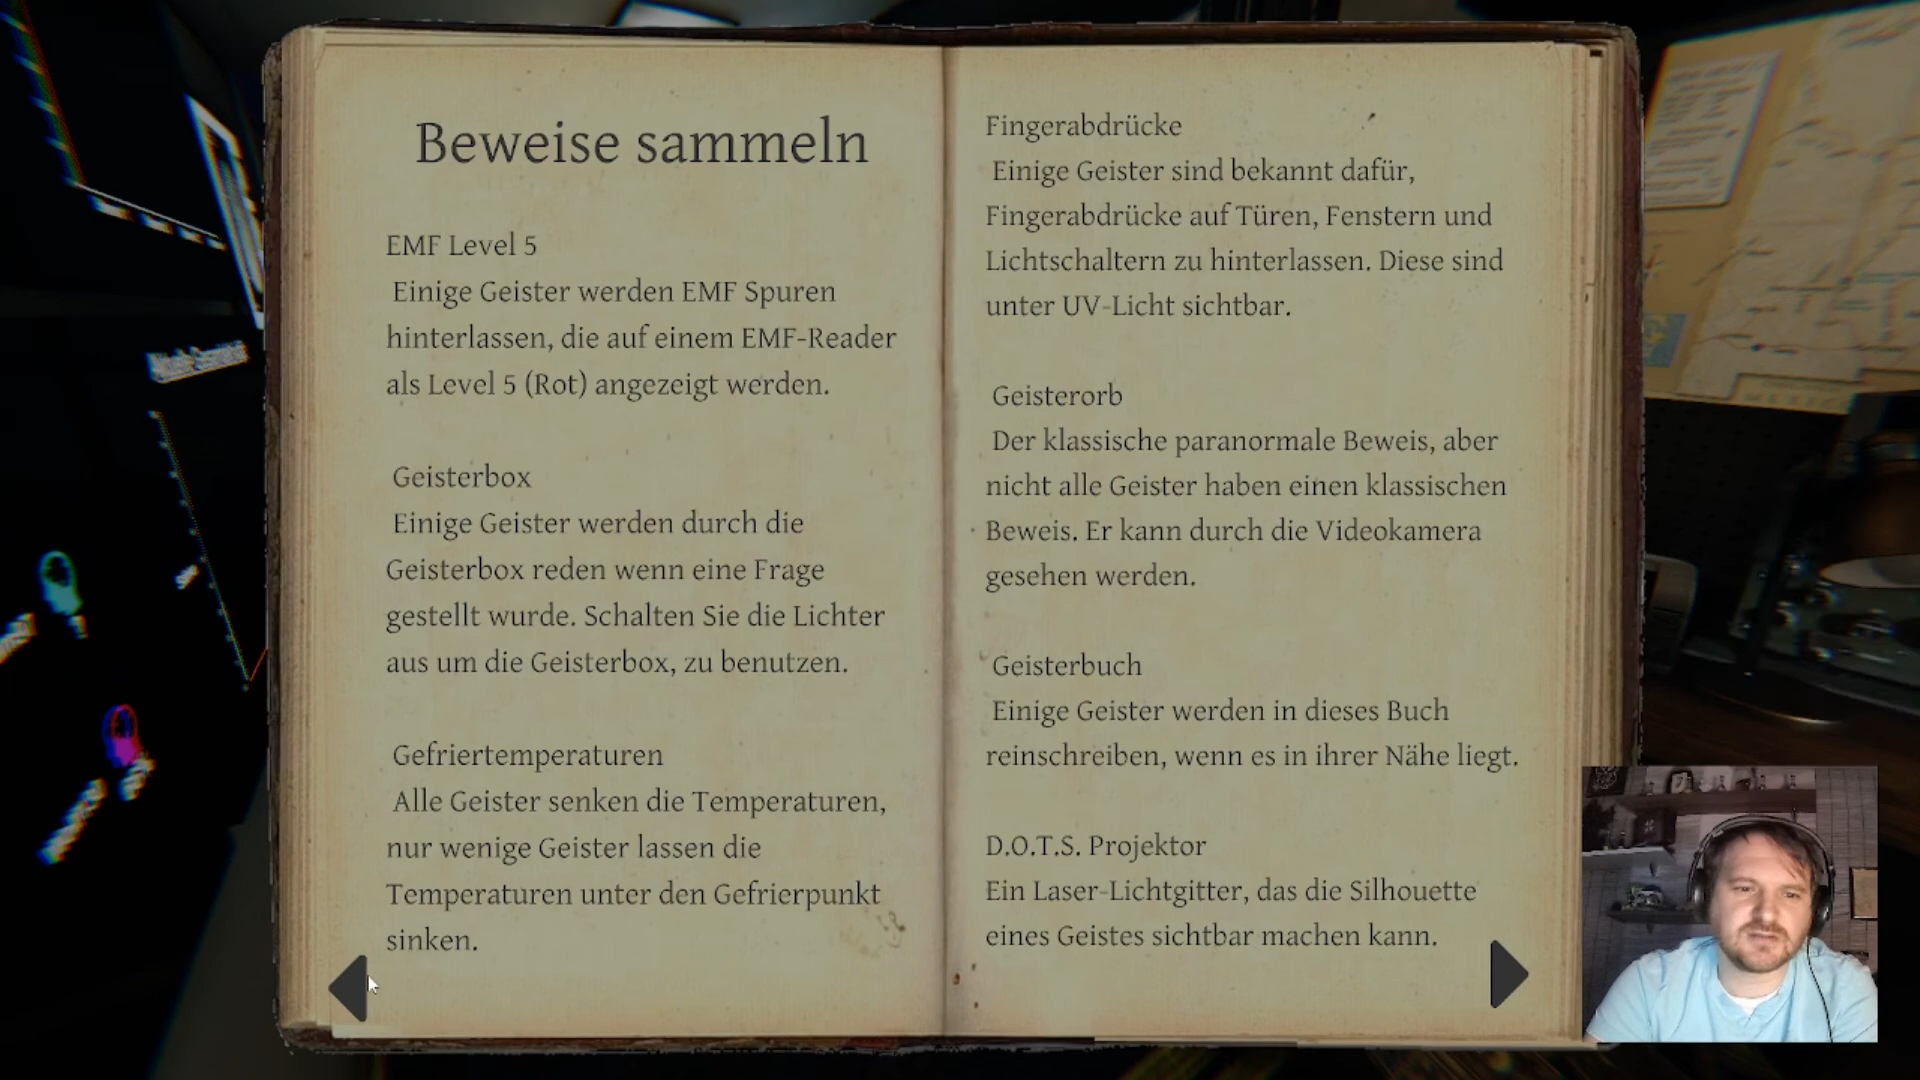 Beweise sammeln
EMF Level 5
Einige Geister werden EMF Spuren
hinterlassen, die auf einem EMF-Reader
als Level 5 (Rot) angezeigt werden.
Geisterbox
Einige Geister werden durch die
Geisterbox reden wenn eine Frage
gestellt wurde. Schalten Sie die Lichter
aus um die Geisterbox, zu benutzen.
Gefriertemperaturen
Alle Geister senken die Temperaturen,
nur wenige Geister lassen die
Temperaturen unter den Gefrierpunkt
sinken.
Fingerabdrücke
Einige Geister sind bekannt dafür,
Fingerabdrücke auf Türen, Fenstern und
Lichtschaltern zu hinterlassen. Diese sind
unter UV-Licht sichtbar.
Geisterorb
Der klassische paranormale Beweis, aber
nicht alle Geister haben einen klassischen
Beweis. Er kann durch die Videokamera
gesehen werden.
Geisterbuch
Einige Geister werden in dieses Buch
reinschreiben, wenn es in ihrer Nähe liegt.
D.O.T.S. Projektor
Ein Laser-Lichtgitter, das die Silhouette
eines Geistes sichtbar machen kann.